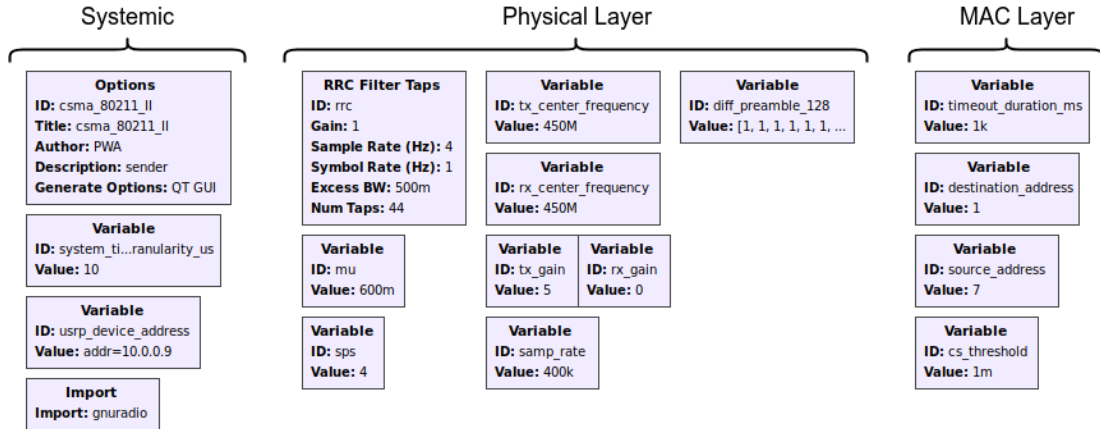 Systemic
Options
ID: csma_80211_II
Title: csma_80211_II
Author: PWA
Description: sender
Generate Options: QT GUI
Variable
ID: system_ti...ranularity_us
Value: 10
Variable
ID: usrp_device_address
Value: addr=10.0.0.9
Import
Import: gnuradio
Physical Layer
RRC Filter Taps
ID: rrc
Gain: 1
Sample Rate (Hz): 4
Symbol Rate (Hz): 1
Excess BW: 500m
Num Taps: 44
Variable
ID: mu
Value: 600m
Variable
ID: sps
Value: 4
Variable
ID: tx_center_frequency
Value: 450M
Variable
ID: rx_center_frequency
Value: 450M
Variable
ID: tx_gain
Value: 5
Variable
ID: rx_gain
Value: 0
Variable
ID: samp_rate
Value: 400k
Variable
ID: diff_preamble_128
Value: [1, 1, 1, 1, 1, 1, ...
MAC Layer
Variable
ID: timeout_duration_ms
Value: 1k
Variable
ID: destination_address
Value: 1
Variable
ID: source_address
Value: 7
Variable
ID: cs_threshold
Value: 1m